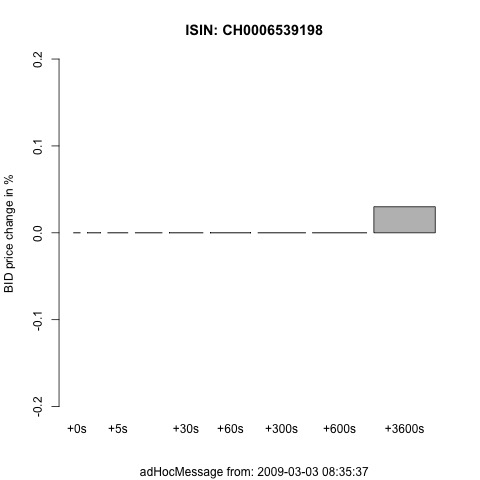 ISIN: CH0006539198
BID price change in %
0.2
0.1
0.0
-0.1
-0.2
+0s +5s +30s +60s +300s +600s +3600s
adHocMessage from: 2009-03-03 08:35:37